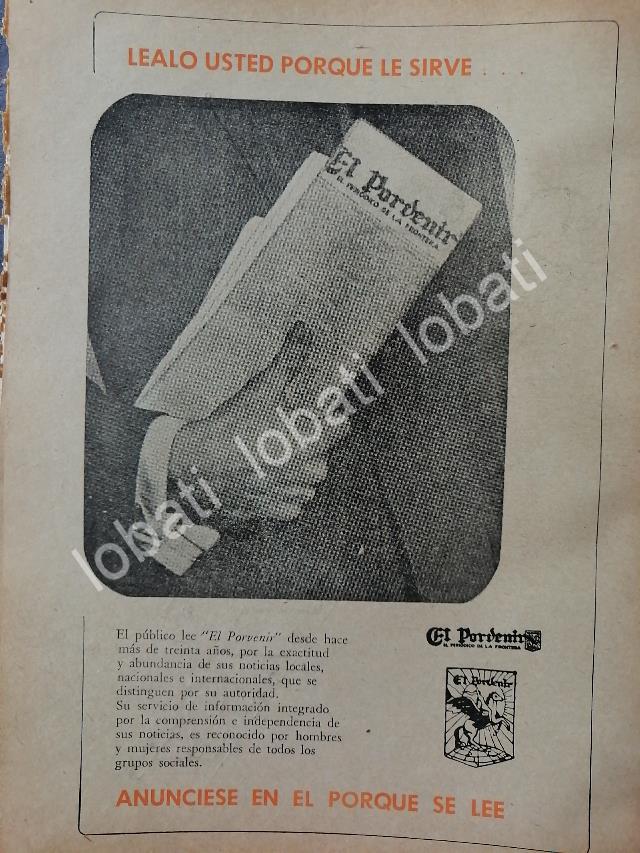 LEALO USTED PORQUE LE SIRVE . . .
El Porvenir
EL PERIODICO DE LA FRONTERA
lobati lobati lobati
El público lee "El Porvenir" desde hace
más de treinta años, por la exactitud
y abundancia de sus noticias locales,
nacionales e internacionales, que se
distinguen por su autoridad.
Su servicio de información integrado
por la comprensión e independencia de
sus noticias, es reconocido por hombres
y mujeres responsables de todos los
grupos sociales.
El Porvenir
EL PERIODICO DE LA FRONTERA
El Porvenir
ANUNCIESE EN EL PORQUE SE LEE